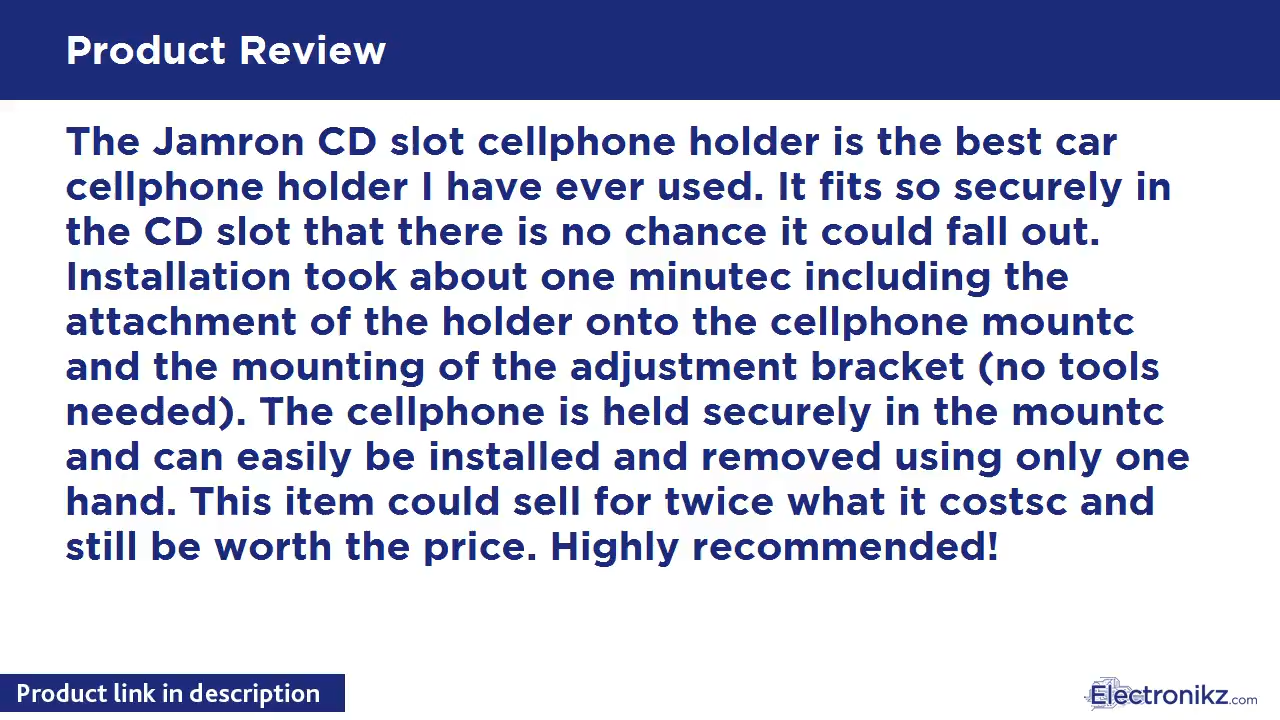 Product Review
The Jamron CD slot cellphone holder is the best car
cellphone holder I have ever used. It fits so securely in
the CD slot that there is no chance it could fall out.
Installation took about one minutec including the
attachment of the holder onto the cellphone mountc
and the mounting of the adjustment bracket (no tools
needed). The cellphone is held securely in the mountc
and can easily be installed and removed using only one
hand. This item could sell for twice what it costsc and
still be worth the price. Highly recommended!
Product link in description
Electronikz.com